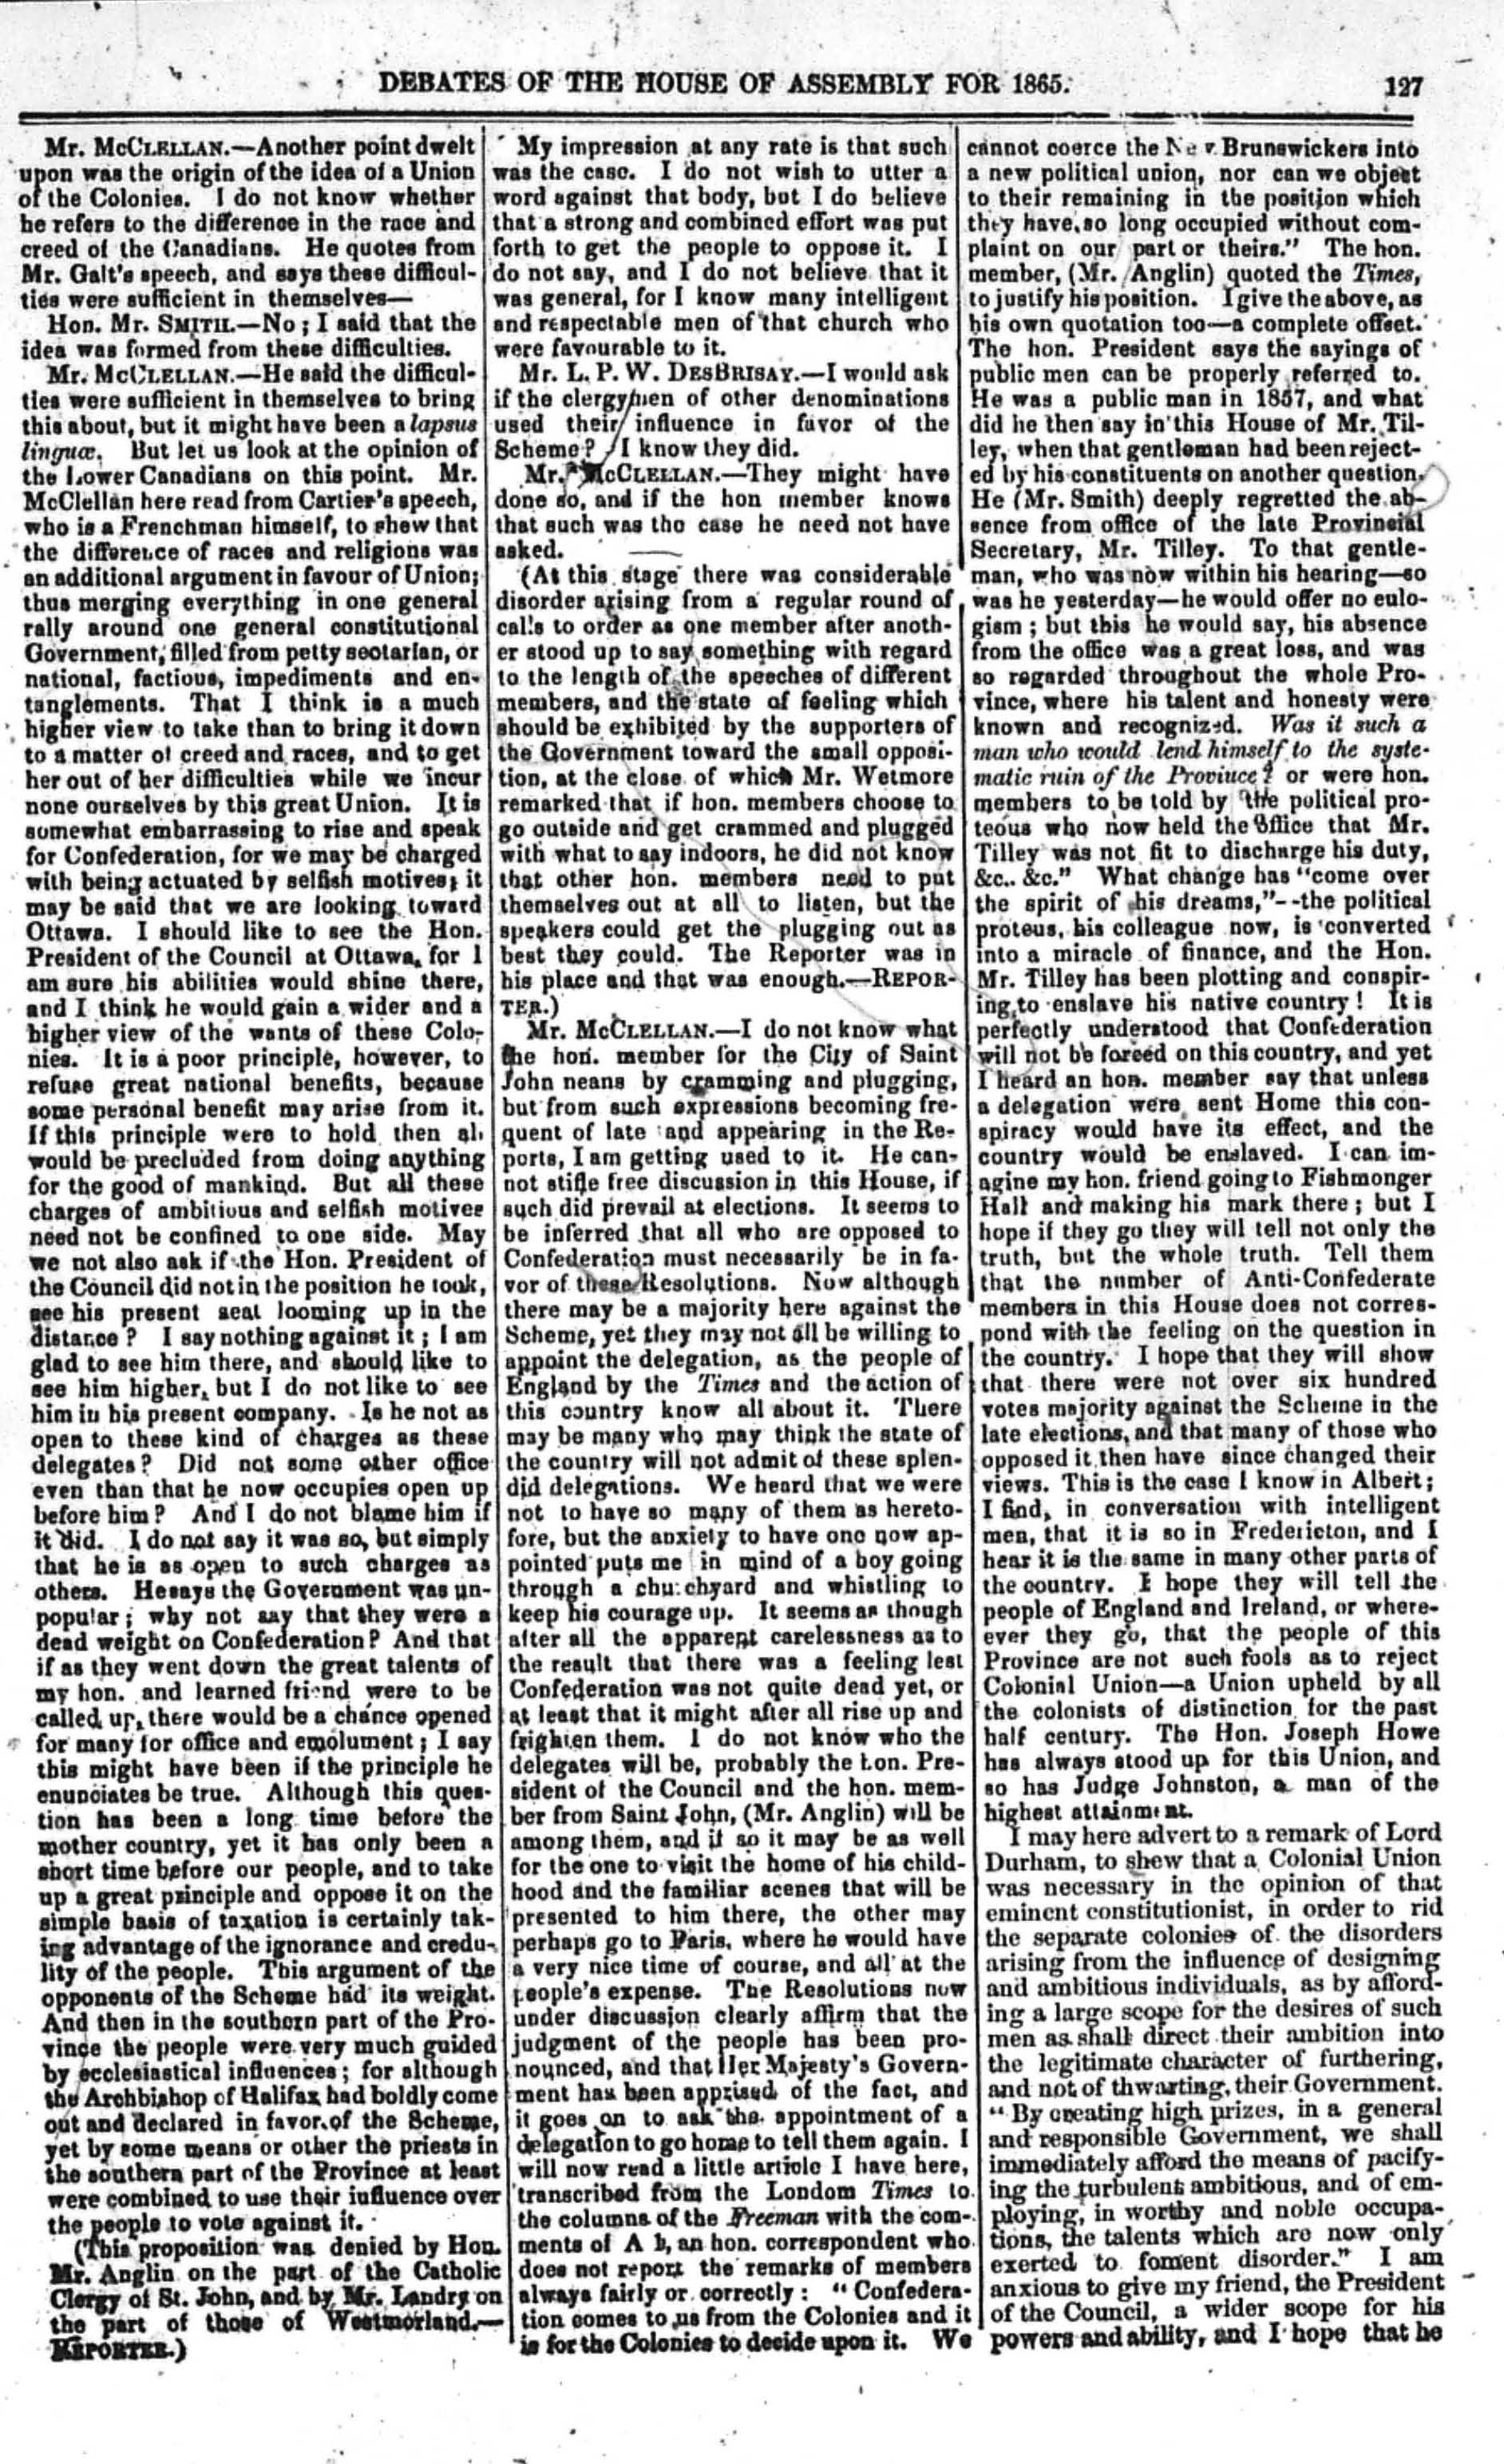 DEBATES OF THE HOUSE OF ASSEMBLY FOR 1865. 127
Mr. McClellan.—Another point dwelt
upon was the origin of the idea of a Union
of the Colonies. I do not know whether
he refers to the difference in the race and
creed of the Canadians. He quotes from
Mr. Galt's speech, and says these difficul-
ties were sufficient in themselves—
Hon. Mr. Smith.—No; I said that the
idea was formed from these difficulties.
Mr. McClellan.—He said the difficul-
ties were sufficient in themselves to bring
this about, but it might have been a lapsus
linguæ. But let us look at the opinion of
the Lower Canadians on this point. Mr.
McClellan here read from Cartier's speech,
who is a Frenchman himself, to shew that
the difference of races and religions was
an additional argument in favour of Union;
thus merging everything in one general
rally around one general constitutional
Government, filled from petty sectarian, or
national, factious, impediments and en-
tanglements. That I think is a much
higher view to take than to bring it down
to a matter of creed and races, and to get
her out of her difficulties while we incur
none ourselves by this great Union. It is
somewhat embarrassing to rise and speak
for Confederation, for we may be charged
with being actuated by selfish motives; it
may be said that we are looking toward
Ottawa. I should like to see the Hon.
President of the Council at Ottawa, for I
am sure his abilities would shine there,
and I think he would gain a wider and a
higher view of the wants of these Colo-
nies. It is a poor principle, however, to
refuse great national benefits, because
some personal benefit may arise from it.
If this principle were to hold then all
would be precluded from doing anything
for the good of mankind. But all these
charges of ambitious and selfish motives
need not be confined to one side. May
we not also ask if the Hon. President of
the Council did not in the position he took,
see his present seat looming up in the
distance? I say nothing against it; I am
glad to see him there, and should like to
see him higher, but I do not like to see
him in his present company. Is he not as
open to these kind of charges as these
delegates? Did not some other office
even than that he now occupies open up
before him? And I do not blame him if
it did. I do not say it was so, but simply
that he is as open to such charges as
others. He says the Government was un-
popular; why not say that they were a
dead weight on Confederation? And that
if as they went down the great talents of
my hon. and learned friend were to be
called up, there would be a chance opened
for many for office and emolument; I say
this might have been if the principle he
enunciates be true. Although this ques-
tion has been a long time before the
mother country, yet it has only been a
short time before our people, and to take
up a great principle and oppose it on the
simple basis of taxation is certainly tak-
ing advantage of the ignorance and credu-
lity of the people. This argument of the
opponents of the Scheme had its weight.
And then in the southern part of the Pro-
vince the people were very much guided
by ecclesiastical influences; for although
the Archbishop of Halifax had boldly come
out and declared in favor of the Scheme,
yet by some means or other the priests in
the southern part of the Province at least
were combined to use their influence over
the people to vote against it.
(This proposition was denied by Hon.
Mr. Anglin on the part of the Catholic
Clergy of St. John, and by Mr. Landry on
the part of those of Westmorland.—
Reporter.)
My impression at any rate is that such
was the case. I do not wish to utter a
word against that body, but I do believe
that a strong and combined effort was put
forth to get the people to oppose it. I
do not say, and I do not believe that it
was general, for I know many intelligent
and respectable men of that church who
were favourable to it.
Mr. L. P. W. DesBrisay.—I would ask
if the clergymen of other denominations
used their influence in favor of the
Scheme? I know they did.
Mr. McClellan.—They might have
done so, and if the hon member knows
that such was the case he need not have
asked.
(At this stage there was considerable
disorder arising from a regular round of
calls to order as one member after anoth-
er stood up to say something with regard
to the length of the speeches of different
members, and the state of feeling which
should be exhibited by the supporters of
the Government toward the small opposi-
tion, at the close of which Mr. Wetmore
remarked that if hon. members choose to
go outside and get crammed and plugged
with what to say indoors, he did not know
that other hon. members need to put
themselves out at all to listen, but the
speakers could get the plugging out as
best they could. The Reporter was in
his place and that was enough.—Repor-
ter.)
Mr. McClellan.—I do not know what
the hon. member for the City of Saint
John neans by cramming and plugging,
but from such expressions becoming fre-
quent of late and appearing in the Re-
ports, I am getting used to it. He can-
not stifle free discussion in this House, if
such did prevail at elections. It seems to
be inferred that all who are opposed to
Confederation must necessarily be in fa-
vor of these Resolutions. Now although
there may be a majority here against the
Scheme, yet they may not all be willing to
appoint the delegation, as the people of
England by the Times and the action of
this country know all about it. There
may be many who may think the state of
the country will not admit of these splen-
did delegations. We heard that we were
not to have so many of them as hereto-
fore, but the anxiety to have one now ap-
pointed puts me in mind of a boy going
through a churchyard and whistling to
keep his courage up. It seems as though
after all the apparent carelessness as to
the result that there was a feeling lest
Confederation was not quite dead yet, or
at least that it might after all rise up and
frighten them. I do not know who the
delegates will be, probably the Lon. Pre-
sident of the Council and the hon. mem-
ber from Saint John, (Mr. Anglin) will be
among them, and if so it may be as well
for the one to visit the home of his child-
hood and the familiar scenes that will be
presented to him there, the other may
perhaps go to Paris, where he would have
a very nice time of course, and all at the
people's expense. The Resolutions now
under discussion clearly affirm that the
judgment of the people has been pro-
nounced, and that Her Majesty's Govern-
ment has been apprised of the fact, and
it goes on to ask the appointment of a
delegation to go home to tell them again. I
will now read a little article I have here,
transcribed from the Londom Times to
the columns of the Freeman with the com-
ments of A b, an hon. correspondent who
does not report the remarks of members
always fairly or correctly: "Confedera-
tion comes to us from the Colonies and it
is for the Colonies to decide upon it. We
cannot coerce the New Brunswickers into
a new political union, nor can we object
to their remaining in the position which
they have so long occupied without com-
plaint on our part or theirs." The hon.
member, (Mr. Anglin) quoted the Times,
to justify his position. I give the above, as
his own quotation too—a complete offset.
The hon. President says the sayings of
public men can be properly referred to.
He was a public man in 1857, and what
did he then say in this House of Mr. Til-
ley, when that gentleman had been reject-
ed by his constituents on another question.
He (Mr. Smith) deeply regretted the ab-
sence from office of the late Provincial
Secretary, Mr. Tilley. To that gentle-
man, who was now within his hearing—so
was he yesterday—he would offer no eulo-
gism; but this he would say, his absence
from the office was a great loss, and was
so regarded throughout the whole Pro-
vince, where his talent and honesty were
known and recognized. Was it such a
man who would lend himself to the syste-
matic ruin of the Province? or were hon.
members to be told by the political pro-
teous who now held the office that Mr.
Tilley was not fit to discharge his duty,
&c., &c." What change has "come over
the spirit of his dreams,"--the political
proteus, his colleague now, is converted
into a miracle of finance, and the Hon.
Mr. Tilley has been plotting and conspir-
ing to enslave his native country! It is
perfectly understood that Confederation
will not be forced on this country, and yet
I heard an hon. member say that unless
a delegation were sent Home this con-
spiracy would have its effect, and the
country would be enslaved. I can im-
agine my hon. friend going to Fishmonger
Hall and making his mark there; but I
hope if they go they will tell not only the
truth, but the whole truth. Tell them
that the number of Anti-Confederate
members in this House does not corres-
pond with the feeling on the question in
the country. I hope that they will show
that there were not over six hundred
votes majority against the Scheme in the
late elections, and that many of those who
opposed it then have since changed their
views. This is the case I know in Albert;
I find, in conversation with intelligent
men, that it is so in Fredericton, and I
hear it is the same in many other parts of
the country. I hope they will tell the
people of England and Ireland, or where-
ever they go, that the people of this
Province are not such fools as to reject
Colonial Union—a Union upheld by all
the colonists of distinction for the past
half century. The Hon. Joseph Howe
has always stood up for this Union, and
so has Judge Johnston, a man of the
highest attainment.
I may here advert to a remark of Lord
Durham, to shew that a Colonial Union
was necessary in the opinion of that
eminent constitutionist, in order to rid
the separate colonies of the disorders
arising from the influence of designing
and ambitious individuals, as by afford-
ing a large scope for the desires of such
men as shall direct their ambition into
the legitimate character of furthering,
and not of thwarting, their Government.
"By creating high prizes, in a general
and responsible Government, we shall
immediately afford the means of pacify-
ing the turbulent ambitious, and of em-
ploying, in worthy and noble occupa-
tions, the talents which are now only
exerted to foment disorder." I am
anxious to give my friend, the President
of the Council, a wider scope for his
powers and ability, and I hope that he